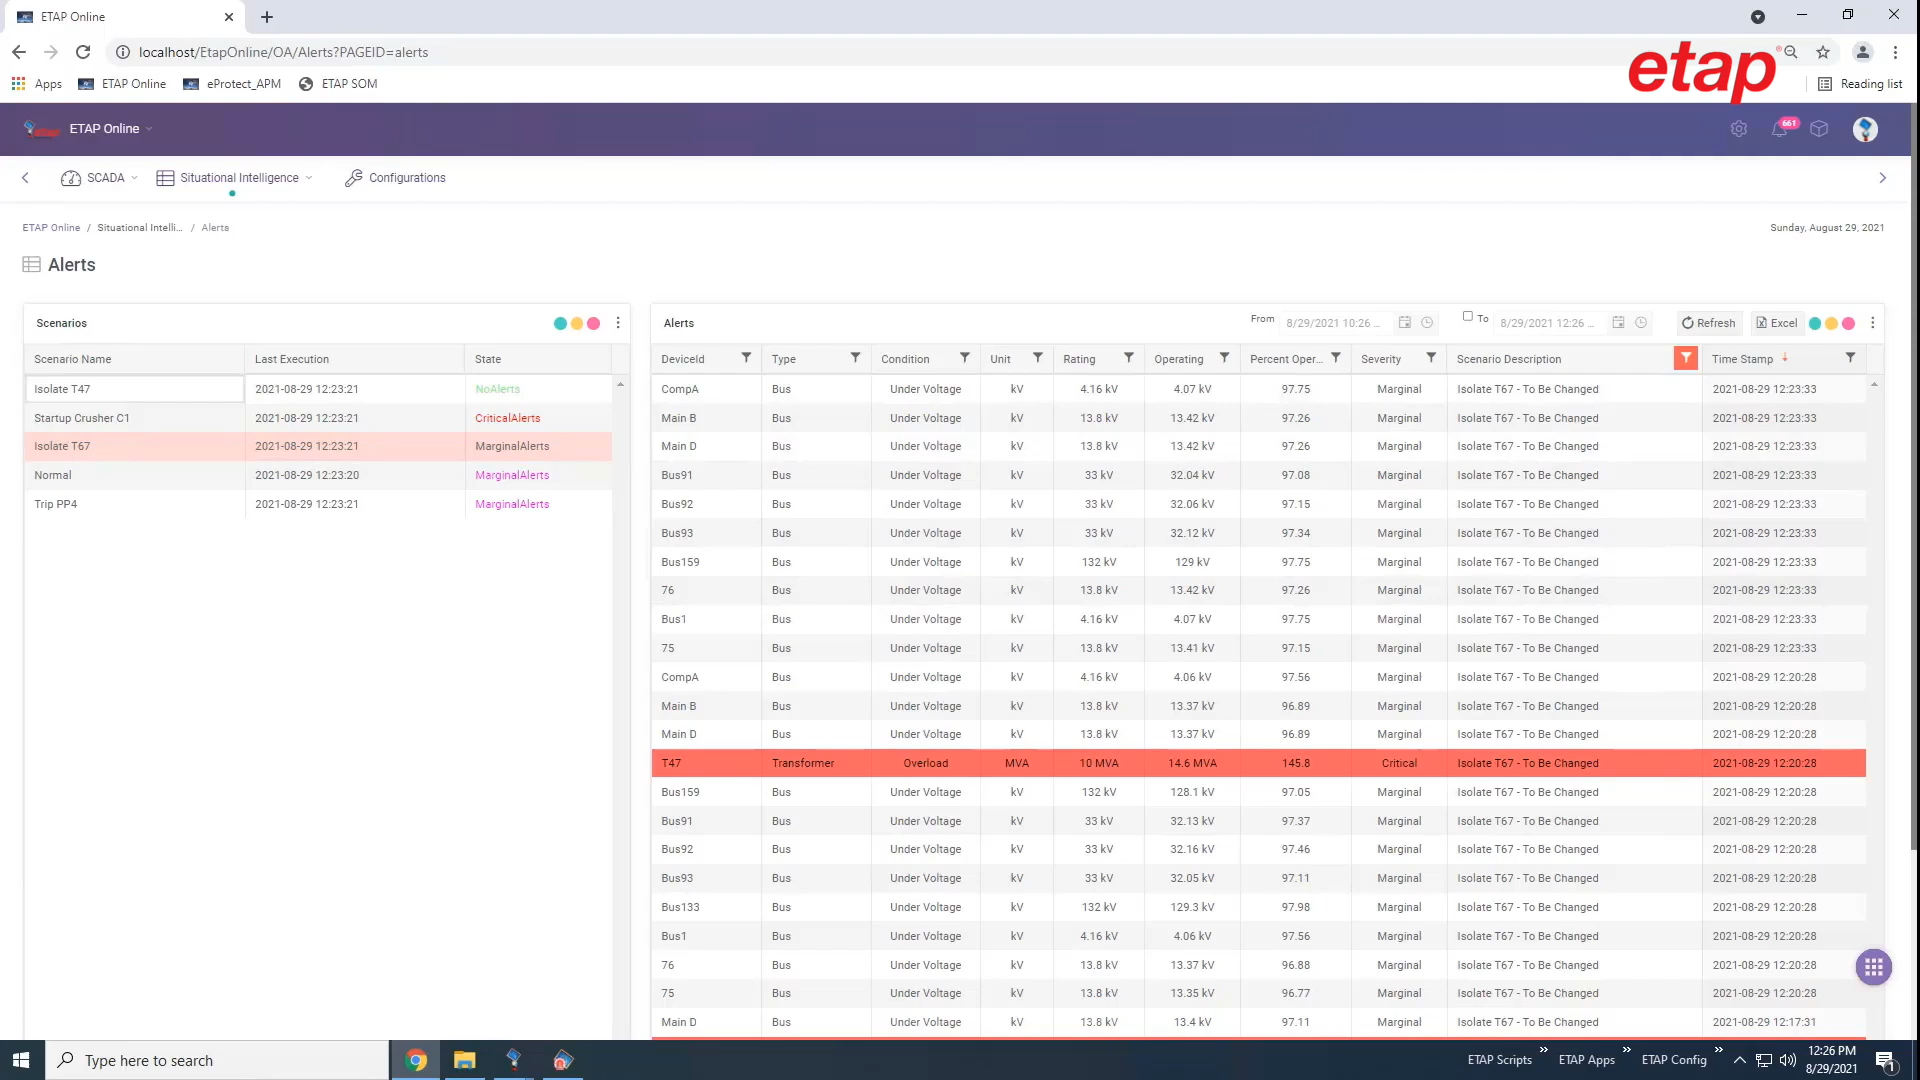 ETAP Online
localhost/EtapOnline/OA/Alerts?PAGEID=alerts
etap
Apps ETAP Online eProtect_APM ETAP SOM Reading list
ETAP Online 661
SCADA Situational Intelligence Configurations
ETAP Online / Situational Intelli... / Alerts Sunday, August 29, 2021
Alerts
Scenarios
Scenario Name Last Execution State
Isolate T47 2021-08-29 12:23:21 NoAlerts
Startup Crusher C1 2021-08-29 12:23:21 CriticalAlerts
Isolate T67 2021-08-29 12:23:21 MarginalAlerts
Normal 2021-08-29 12:23:20 MarginalAlerts
Trip PP4 2021-08-29 12:23:21 MarginalAlerts
Alerts From 8/29/2021 10:26 ... To 8/29/2021 12:26 ... Refresh Excel
DeviceId Type Condition Unit Rating Operating Percent Oper... Severity Scenario Description Time Stamp
CompA Bus Under Voltage kV 4.16 kV 4.07 kV 97.75 Marginal Isolate T67 - To Be Changed 2021-08-29 12:23:33
Main B Bus Under Voltage kV 13.8 kV 13.42 kV 97.26 Marginal Isolate T67 - To Be Changed 2021-08-29 12:23:33
Main D Bus Under Voltage kV 13.8 kV 13.42 kV 97.26 Marginal Isolate T67 - To Be Changed 2021-08-29 12:23:33
Bus91 Bus Under Voltage kV 33 kV 32.04 kV 97.08 Marginal Isolate T67 - To Be Changed 2021-08-29 12:23:33
Bus92 Bus Under Voltage kV 33 kV 32.06 kV 97.15 Marginal Isolate T67 - To Be Changed 2021-08-29 12:23:33
Bus93 Bus Under Voltage kV 33 kV 32.12 kV 97.34 Marginal Isolate T67 - To Be Changed 2021-08-29 12:23:33
Bus159 Bus Under Voltage kV 132 kV 129 kV 97.75 Marginal Isolate T67 - To Be Changed 2021-08-29 12:23:33
76 Bus Under Voltage kV 13.8 kV 13.42 kV 97.26 Marginal Isolate T67 - To Be Changed 2021-08-29 12:23:33
Bus1 Bus Under Voltage kV 4.16 kV 4.07 kV 97.75 Marginal Isolate T67 - To Be Changed 2021-08-29 12:23:33
75 Bus Under Voltage kV 13.8 kV 13.41 kV 97.15 Marginal Isolate T67 - To Be Changed 2021-08-29 12:23:33
CompA Bus Under Voltage kV 4.16 kV 4.06 kV 97.56 Marginal Isolate T67 - To Be Changed 2021-08-29 12:20:28
Main B Bus Under Voltage kV 13.8 kV 13.37 kV 96.89 Marginal Isolate T67 - To Be Changed 2021-08-29 12:20:28
Main D Bus Under Voltage kV 13.8 kV 13.37 kV 96.89 Marginal Isolate T67 - To Be Changed 2021-08-29 12:20:28
T47 Transformer Overload MVA 10 MVA 14.6 MVA 145.8 Critical Isolate T67 - To Be Changed 2021-08-29 12:20:28
Bus159 Bus Under Voltage kV 132 kV 128.1 kV 97.05 Marginal Isolate T67 - To Be Changed 2021-08-29 12:20:28
Bus91 Bus Under Voltage kV 33 kV 32.13 kV 97.37 Marginal Isolate T67 - To Be Changed 2021-08-29 12:20:28
Bus92 Bus Under Voltage kV 33 kV 32.16 kV 97.46 Marginal Isolate T67 - To Be Changed 2021-08-29 12:20:28
Bus93 Bus Under Voltage kV 33 kV 32.05 kV 97.11 Marginal Isolate T67 - To Be Changed 2021-08-29 12:20:28
Bus133 Bus Under Voltage kV 132 kV 129.3 kV 97.98 Marginal Isolate T67 - To Be Changed 2021-08-29 12:20:28
Bus1 Bus Under Voltage kV 4.16 kV 4.06 kV 97.56 Marginal Isolate T67 - To Be Changed 2021-08-29 12:20:28
76 Bus Under Voltage kV 13.8 kV 13.37 kV 96.88 Marginal Isolate T67 - To Be Changed 2021-08-29 12:20:28
75 Bus Under Voltage kV 13.8 kV 13.35 kV 96.77 Marginal Isolate T67 - To Be Changed 2021-08-29 12:20:28
Main D Bus Under Voltage kV 13.8 kV 13.4 kV 97.11 Marginal Isolate T67 - To Be Changed 2021-08-29 12:17:31
Type here to search ETAP Scripts ETAP Apps ETAP Config 12:26 PM
8/29/2021 1